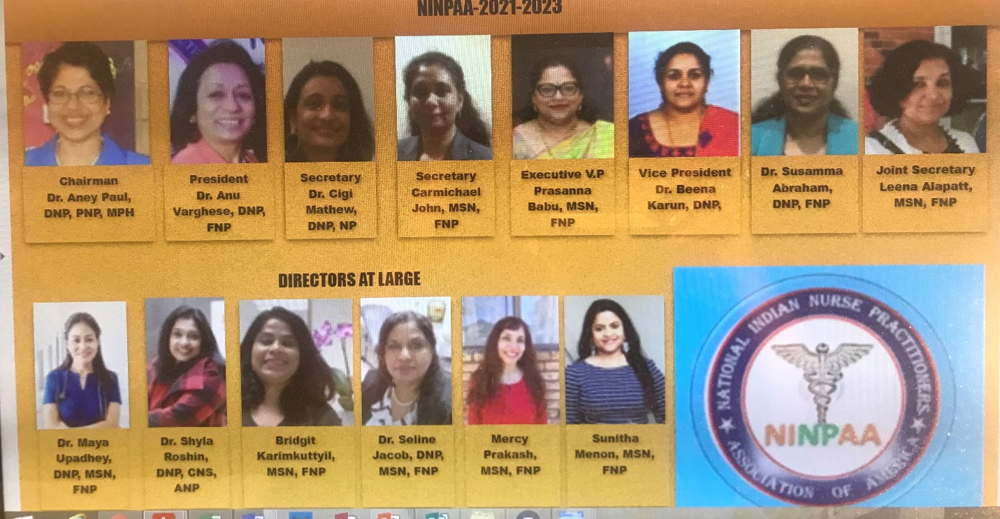 NINPAA-2021-2023
Chairman
Dr. Aney Paul,
DNP, PNP, MPH
President
Dr. Anu
Varghese, DNP,
FNP
Secretary
Dr. Cigi
Mathew,
DNP, NP
Secretary
Carmichael
John, MSN,
FNP
Executive V.P
Prasanna
Babu, MSN,
FNP
Vice President
Dr. Beena
Karun, DNP,
Dr. Susamma
Abraham,
DNP, FNP
Joint Secretary
Leena Alapatt,
MSN, FNP
DIRECTORS AT LARGE
Dr. Maya
Upadhey,
DNP, MSN,
FNP
Dr. Shyla
Roshin,
DNP, CNS,
ANP
Bridgit
Karimkuttyil,
MSN, FNP
Dr. Seline
Jacob, DNP,
MSN, FNP
Mercy
Prakash,
MSN, FNP
Sunitha
Menon, MSN,
FNP
NATIONAL INDIAN NURSE PRACTITIONERS
NINPAA
ASSOCIATION OF AMERICA